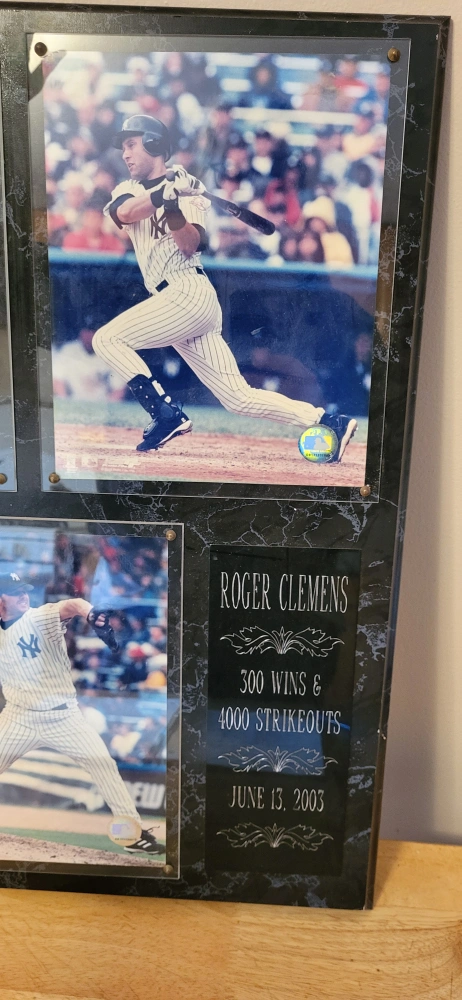 ROGER CLEMENS
300 WINS &
4000 STRIKEOUTS
JUNE 13, 2003